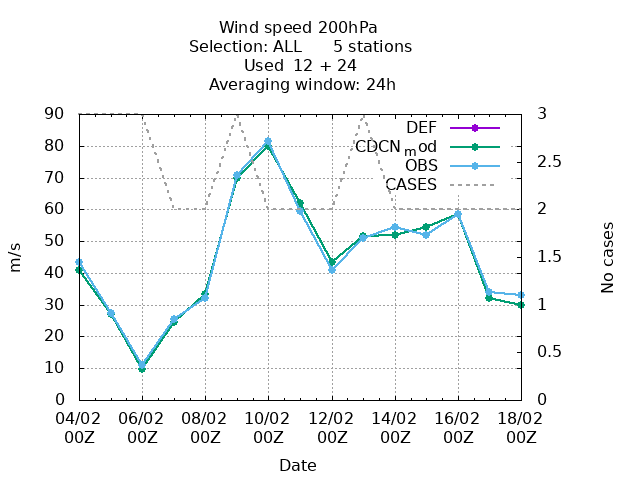 Wind speed 200hPa
Selection: ALL 5 stations
Used 12 + 24
Averaging window: 24h
90
80
70
60
50
40
30
20
10
0
m/s
3
2.5
2
1.5
1
0.5
0
No cases
DEF
CDCN_mod
OBS
CASES
04/02 06/02 08/02 10/02 12/02 14/02 16/02 18/02
00Z 00Z 00Z 00Z 00Z 00Z 00Z 00Z
Date